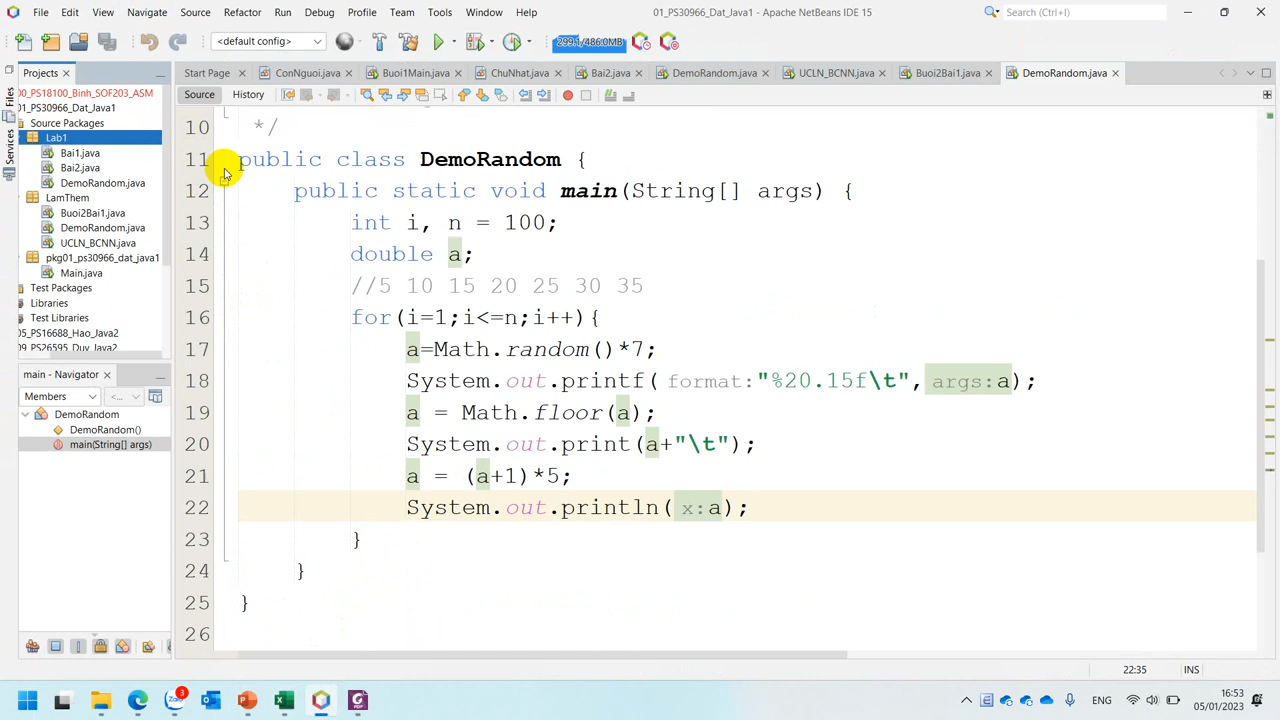 File Edit View Navigate Source Refactor Run Debug Profile Team Tools Window Help
01_PS30966_Dat_Java1 - Apache NetBeans IDE 15
Search (Ctrl+I)
<default config>
299.1/486.0MB
Projects
Start Page ConNguoi.java Buoi1Main.java ChuNhat.java Bai2.java DemoRandom.java UCLN_BCNN.java Buoi2Bai1.java DemoRandom.java
Files
Services
Source History
00_PS18100_Binh_SOF203_ASM
01_PS30966_Dat_Java1
Source Packages
Lab1
Bai1.java
Bai2.java
DemoRandom.java
LamThem
Buoi2Bai1.java
DemoRandom.java
UCLN_BCNN.java
pkg01_ps30966_dat_java1
Main.java
Test Packages
Libraries
Test Libraries
05_PS16688_Hao_Java2
main - Navigator
Members
<...
DemoRandom
DemoRandom()
main(String[] args)
10 */
11 public class DemoRandom {
12 public static void main(String[] args) {
13 int i, n = 100;
14 double a;
15 //5 10 15 20 25 30 35
16 for(i=1;i<=n;i++){
17 a=Math.random()*7;
18 System.out.printf( format:"%20.15f\t", args:a);
19 a = Math.floor(a);
20 System.out.print(a+"\t");
21 a = (a+1)*5;
22 System.out.println( x:a);
23 }
24 }
25 }
26
22:35 INS
Zalo
3
ENG
16:53
05/01/2023